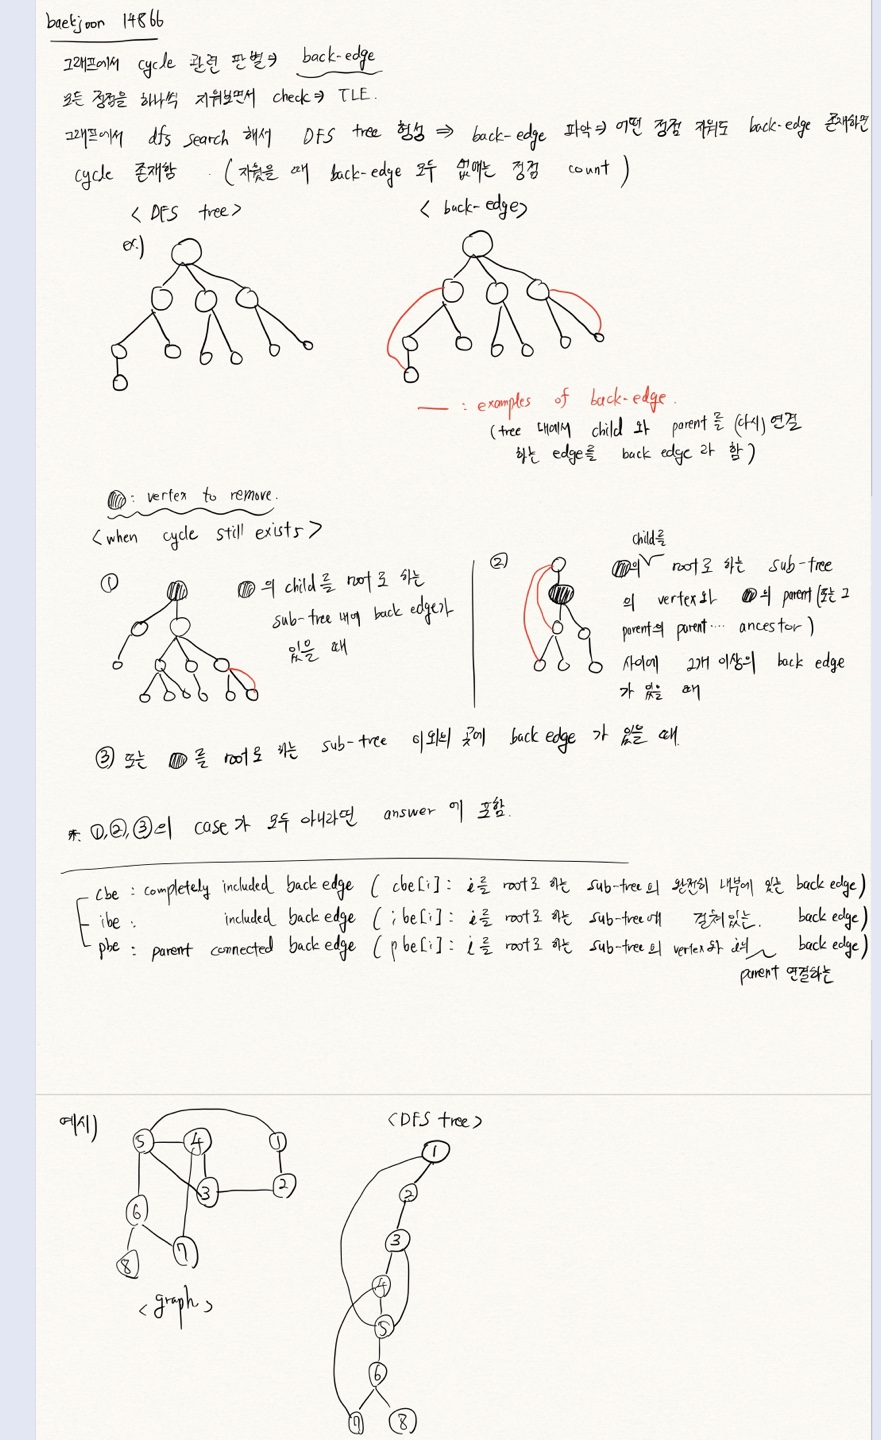 baekjoon 14866
그래프에서 cycle 관련 판별⇒ back-edge
모든 정점을 하나씩 지워보면서 check⇒ TLE.
그래프에서 dfs search 해서 DFS tree 형성 ⇒ back-edge 파악⇒ 어떤 정점 지워도 back-edge 존재하면
cycle 존재함. (지웠을 때 back-edge 모두 없애는 정점 count)
< DFS tree>
< back-edge>
ex.)
: examples of back-edge.
(tree 내에서 child 와 parent를 (다시) 연결
하는 edge를 back edge 라 함)
: vertex to remove.
<when cycle still exists>
①
의 child를 root로 하는
sub-tree 내에 back edge가
있을 때
②
child를
의 root로 하는 sub-tree
의 vertex와 의 parent (또는 그
parent의 parent.... ancestor)
사이에 2개 이상의 back edge
가 있을 때
③ 또는 를 root로 하는 sub-tree 이외의 곳에 back edge 가 있을 때.
※ ①,②,③의 case가 모두 아니라면 answer 에 포함.
cbe : completely included back edge ( cbe[i] : i를 root로 하는 sub-tree의 완전히 내부에 있는 back edge)
ibe : included back edge ( ibe[i] : i를 root로 하는 sub-tree에 걸쳐있는. back edge)
pbe : parent connected back edge ( pbe[i] : i를 root로 하는 sub-tree의 vertex와 i의 back edge)
parent 연결하는
예시)
<DFS tree>
5 4 1
3 2
6
8 7
<graph>
1
2
3
4
5
6
7 8